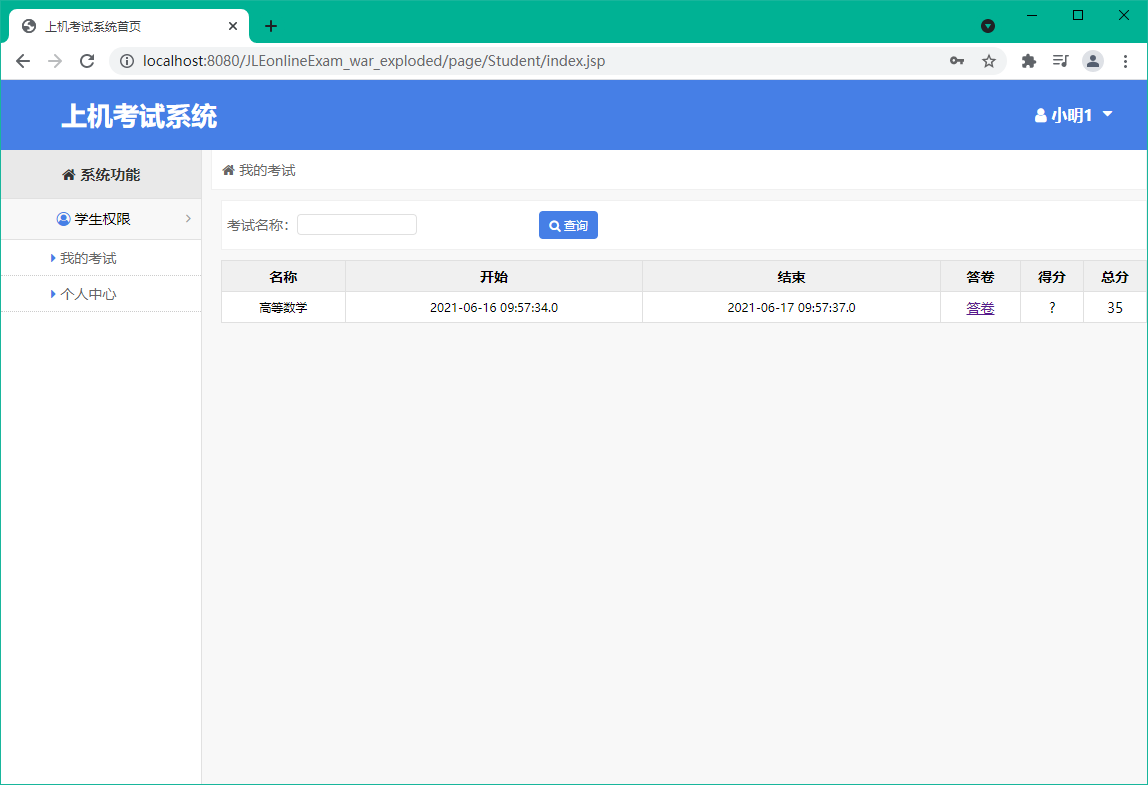 上机考试系统首页
localhost:8080/JLEonlineExam_war_exploded/page/Student/index.jsp
上机考试系统
小明1
系统功能
我的考试
学生权限
考试名称：
查询
我的考试
个人中心
名称 开始 结束 答卷 得分 总分
高等数学 2021-06-16 09:57:34.0 2021-06-17 09:57:37.0 答卷 ? 35